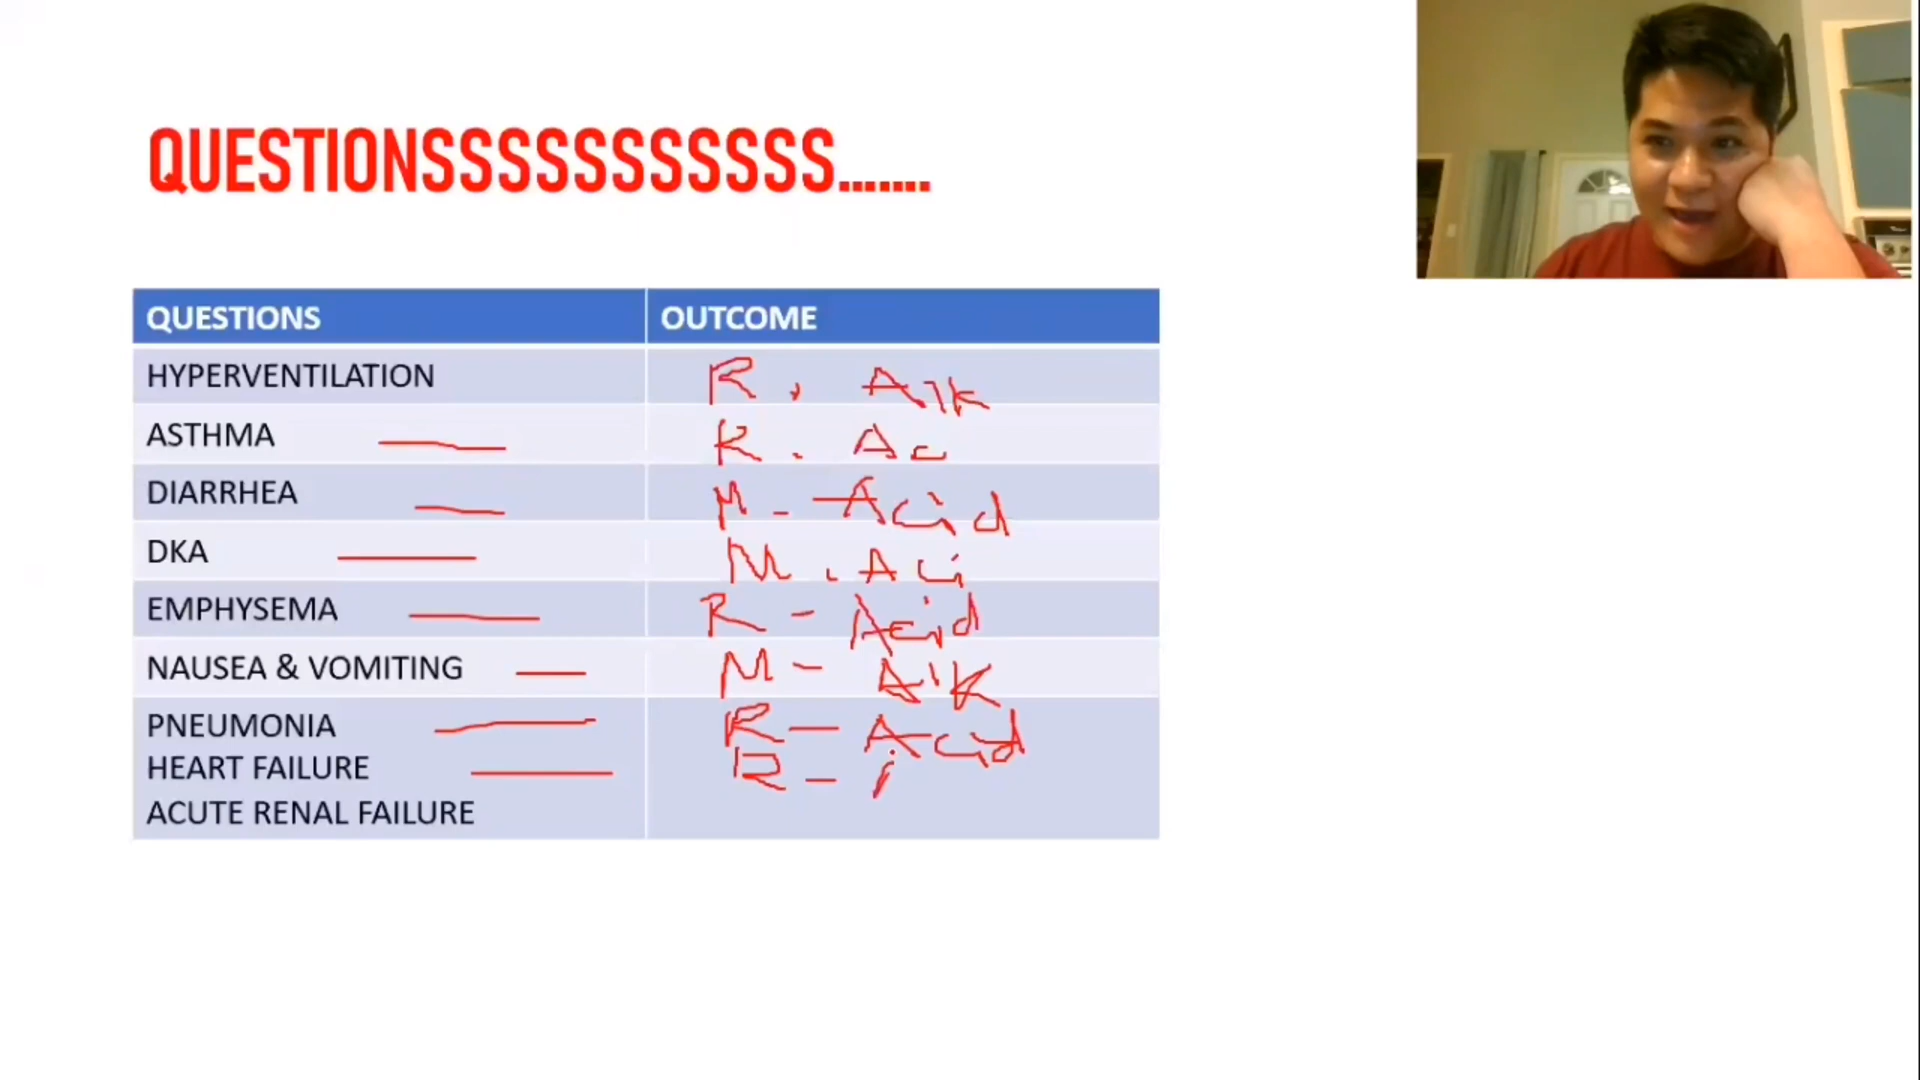 QUESTIONSSSSSSSSSSS.......
QUESTIONS OUTCOME
HYPERVENTILATION R. Alk
ASTHMA R. Ac
DIARRHEA M - Acid
DKA M. Aci
EMPHYSEMA R - Acid
NAUSEA & VOMITING M - Alk
PNEUMONIA R - Acid
HEART FAILURE R -
ACUTE RENAL FAILURE